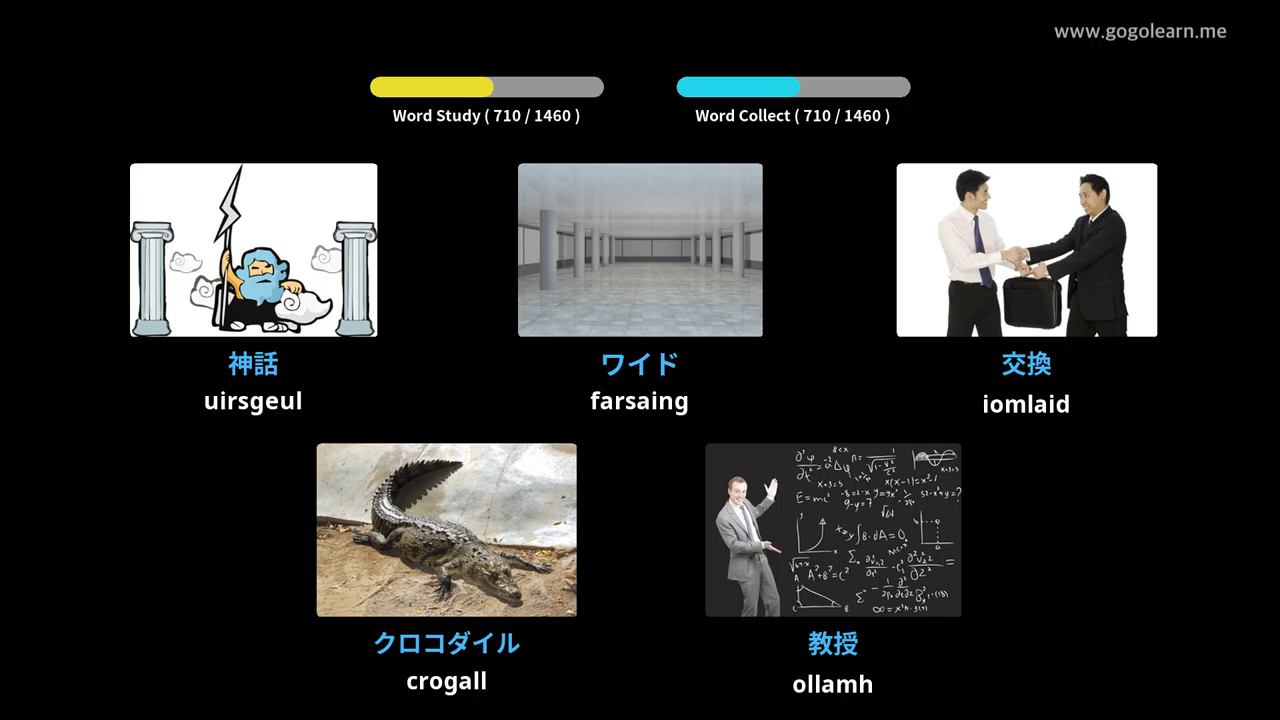 www.gogolearn.me
Word Study ( 710 / 1460 )
Word Collect ( 710 / 1460 )
神話
uirsgeul
ワイド
farsaing
交換
iomlaid
クロコダイル
crogall
教授
ollamh